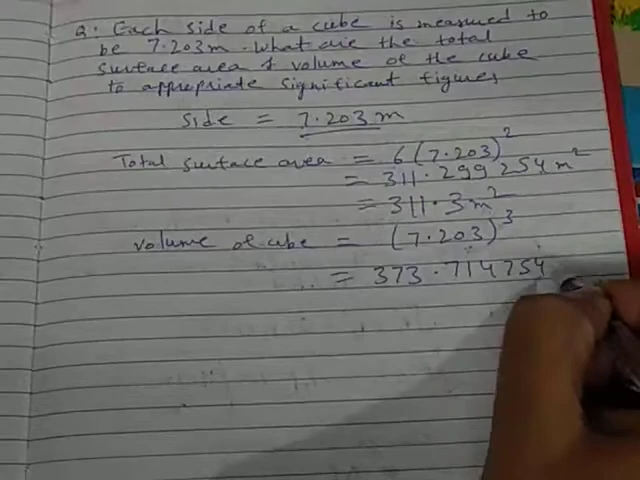 Q. Each side of a cube is measured to
be 7.203m. What are the total
surface area & volume of the cube
to appropriate significant figures
side = 7.203 m
Total surface area = 6(7.203)²
= 311.299254 m²
= 311.3 m²
volume of cube = (7.203)³
= 373.714754